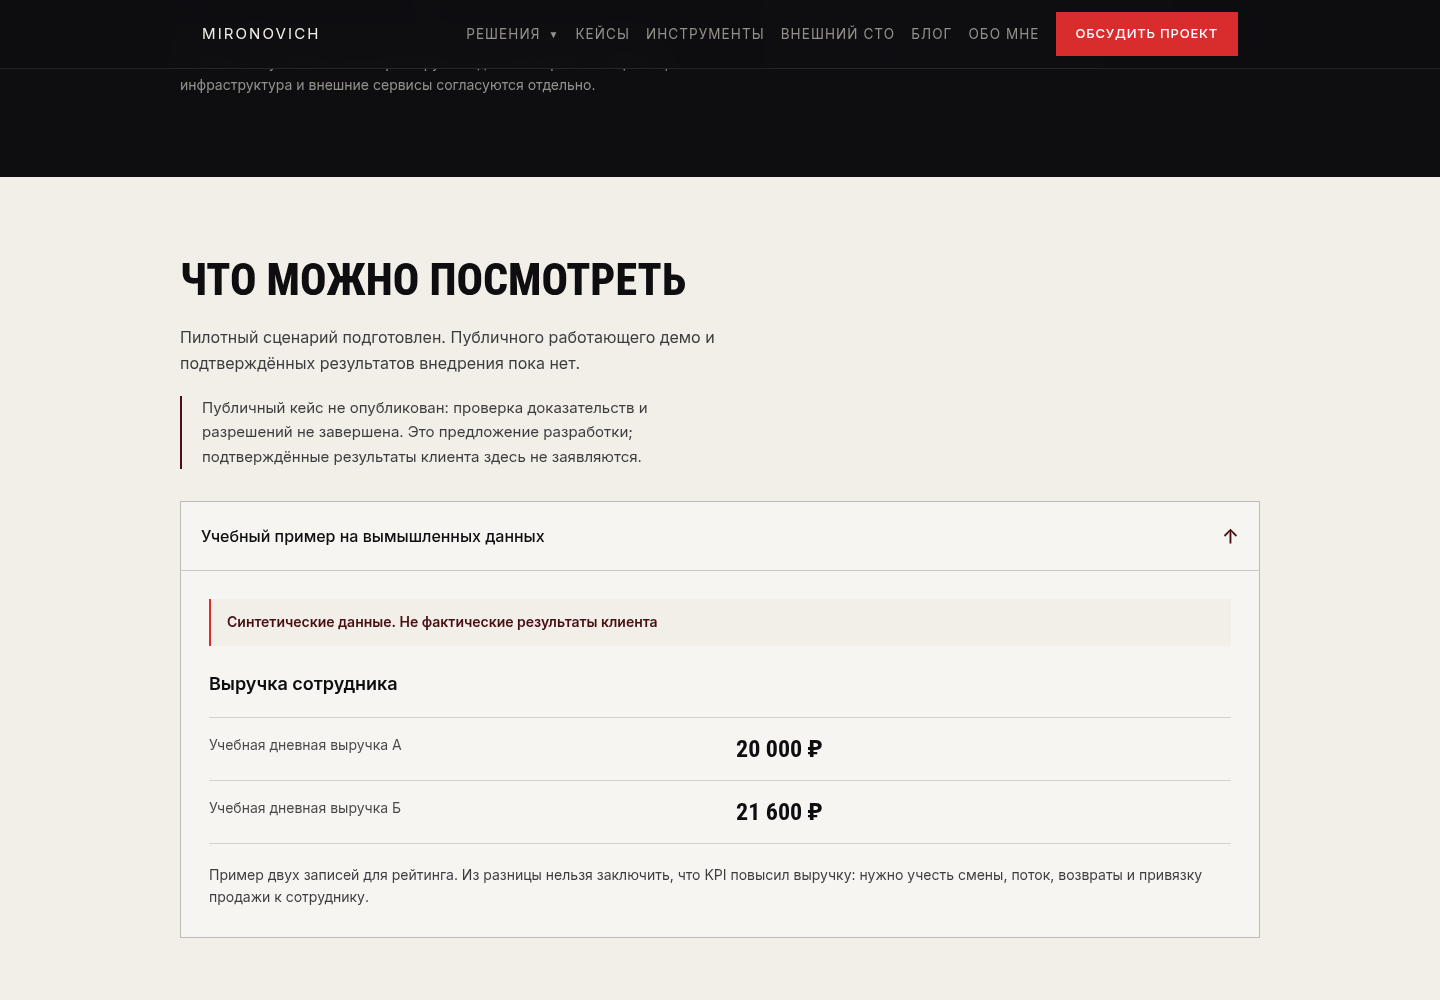 MIRONOVICH
РЕШЕНИЯ ▼ КЕЙСЫ ИНСТРУМЕНТЫ ВНЕШНИЙ СТО БЛОГ ОБО МНЕ ОБСУДИТЬ ПРОЕКТ
инфраструктура и внешние сервисы согласуются отдельно.
ЧТО МОЖНО ПОСМОТРЕТЬ
Пилотный сценарий подготовлен. Публичного работающего демо и
подтверждённых результатов внедрения пока нет.
Публичный кейс не опубликован: проверка доказательств и
разрешений не завершена. Это предложение разработки;
подтверждённые результаты клиента здесь не заявляются.
Учебный пример на вымышленных данных ↑
Синтетические данные. Не фактические результаты клиента
Выручка сотрудника
Учебная дневная выручка А 20 000 ₽
Учебная дневная выручка Б 21 600 ₽
Пример двух записей для рейтинга. Из разницы нельзя заключить, что KPI повысил выручку: нужно учесть смены, поток, возвраты и привязку
продажи к сотруднику.